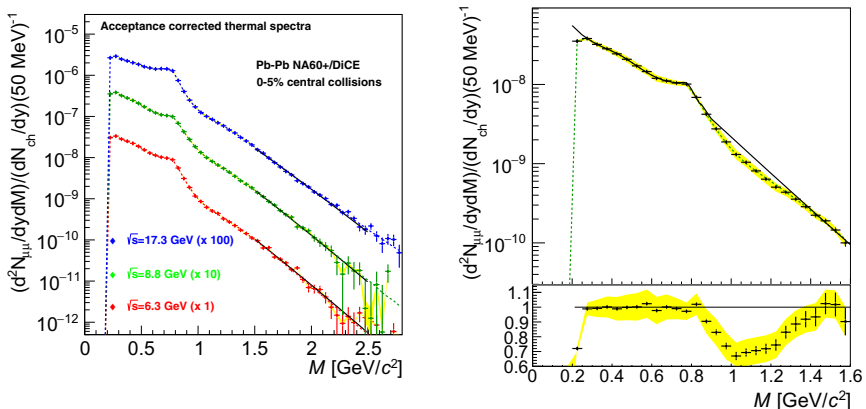 Acceptance corrected thermal spectra
Pb-Pb NA60+/DiCE
0-5% central collisions
(d²N_μμ/dydM)/(dN_ch/dy)(50 MeV)⁻¹
10⁻⁵
10⁻⁶
10⁻⁷
10⁻⁸
10⁻⁹
10⁻¹⁰
10⁻¹¹
10⁻¹²
√s=17.3 GeV (x 100)
√s=8.8 GeV (x 10)
√s=6.3 GeV (x 1)
0 0.5 1 1.5 2 2.5
M [GeV/c²]
(d²N_μμ/dydM)/(dN_ch/dy)(50 MeV)⁻¹
10⁻⁸
10⁻⁹
10⁻¹⁰
1.1
1.0
0.9
0.8
0.7
0.6
0 0.2 0.4 0.6 0.8 1 1.2 1.4 1.6
M [GeV/c²]